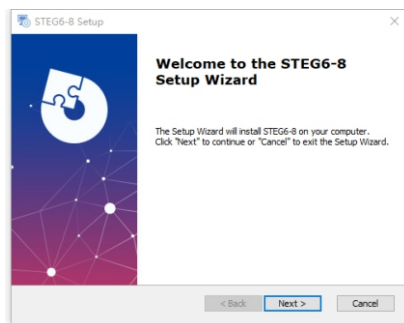 STEG6-8 Setup
Welcome to the STEG6-8
Setup Wizard
The Setup Wizard will install STEG6-8 on your computer.
Click "Next" to continue or "Cancel" to exit the Setup Wizard.
< Back
Next >
Cancel